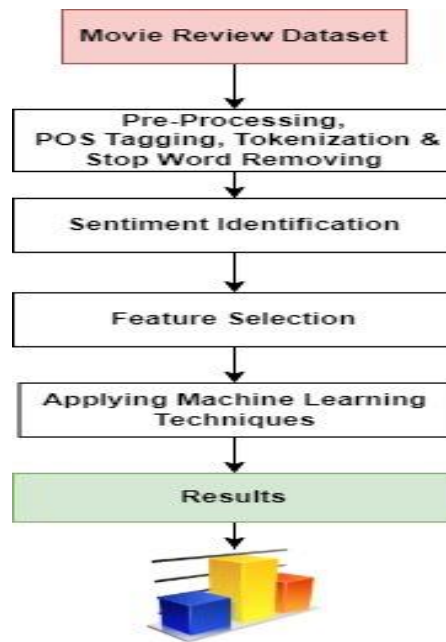 Movie Review Dataset
Pre-Processing,
POS Tagging, Tokenization &
Stop Word Removing
Sentiment Identification
Feature Selection
Applying Machine Learning
Techniques
Results